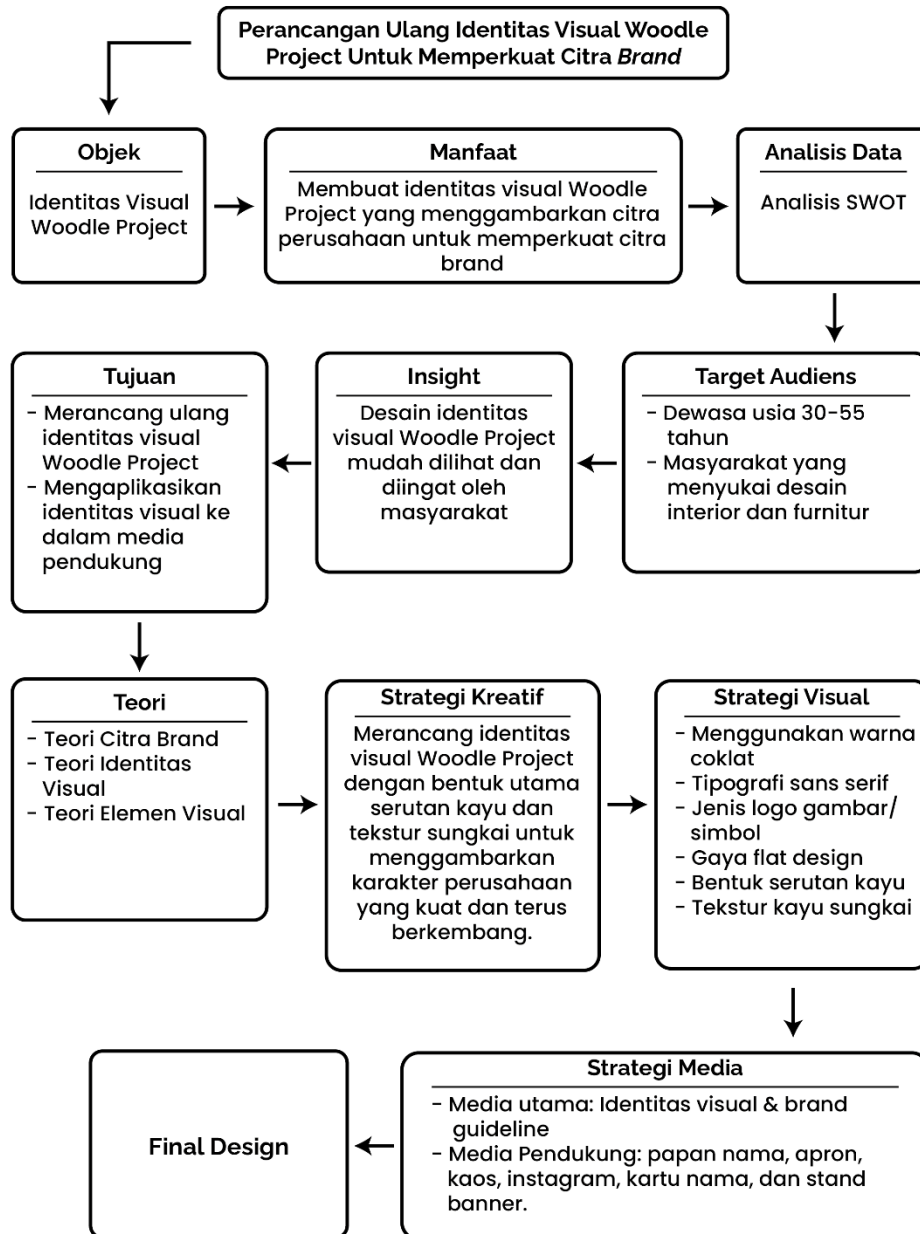 Perancangan Ulang Identitas Visual Woodle
Project Untuk Memperkuat Citra Brand
Objek
Identitas Visual
Woodle Project
Manfaat
Membuat identitas visual Woodle
Project yang menggambarkan citra
perusahaan untuk memperkuat citra
brand
Analisis Data
Analisis SWOT
Target Audiens
- Dewasa usia 30-55
tahun
- Masyarakat yang
menyukai desain
interior dan furnitur
Insight
Desain identitas
visual Woodle Project
mudah dilihat dan
diingat oleh
masyarakat
Tujuan
- Merancang ulang
identitas visual
Woodle Project
- Mengaplikasikan
identitas visual ke
dalam media
pendukung
Teori
- Teori Citra Brand
- Teori Identitas
Visual
- Teori Elemen Visual
Strategi Kreatif
Merancang identitas
visual Woodle Project
dengan bentuk utama
serutan kayu dan
tekstur sungkai untuk
menggambarkan
karakter perusahaan
yang kuat dan terus
berkembang.
Strategi Visual
- Menggunakan warna
coklat
- Tipografi sans serif
- Jenis logo gambar/
simbol
- Gaya flat design
- Bentuk serutan kayu
- Tekstur kayu sungkai
Strategi Media
- Media utama: Identitas visual & brand
guideline
- Media Pendukung: papan nama, apron,
kaos, instagram, kartu nama, dan stand
banner.
Final Design